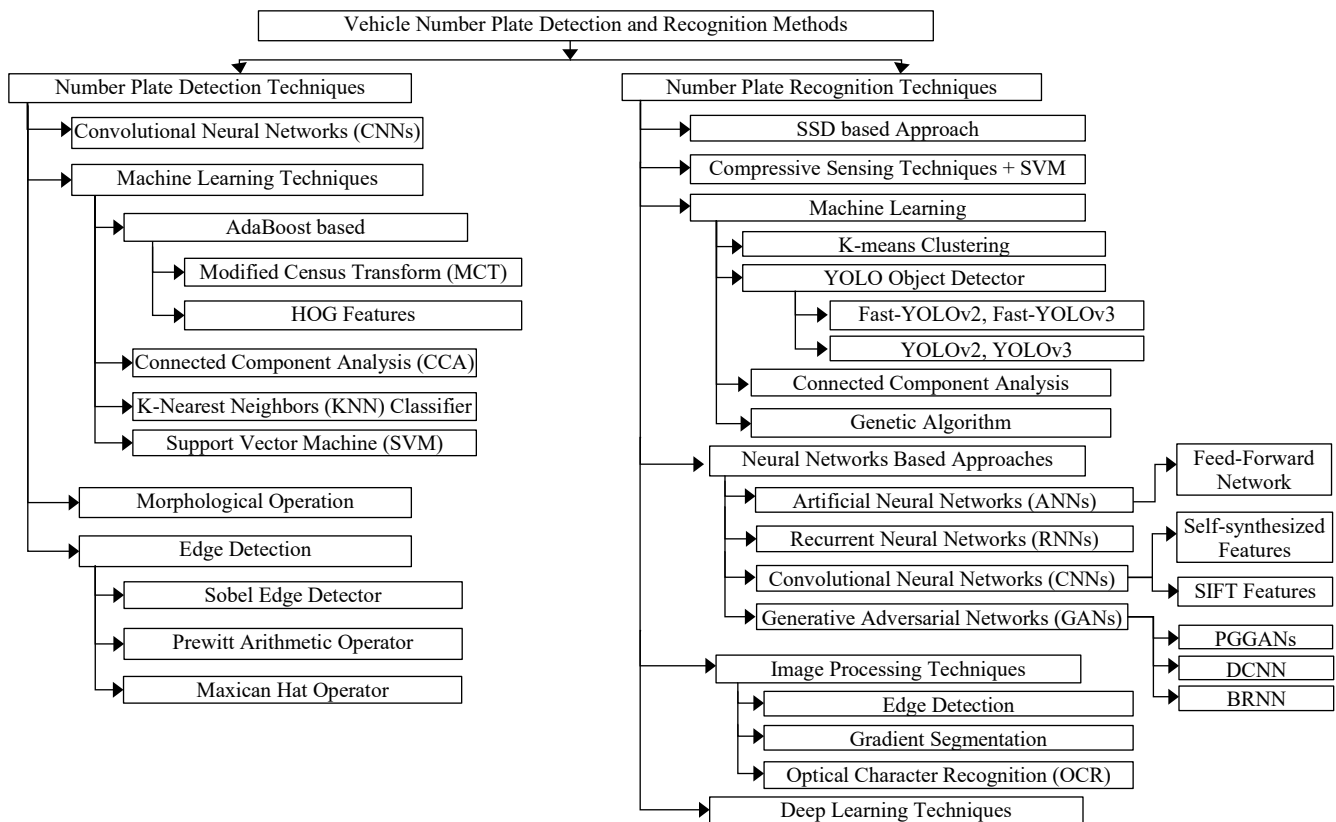 Vehicle Number Plate Detection and Recognition Methods
Number Plate Detection Techniques
Convolutional Neural Networks (CNNs)
Machine Learning Techniques
AdaBoost based
Modified Census Transform (MCT)
HOG Features
Connected Component Analysis (CCA)
K-Nearest Neighbors (KNN) Classifier
Support Vector Machine (SVM)
Morphological Operation
Edge Detection
Sobel Edge Detector
Prewitt Arithmetic Operator
Maxican Hat Operator
Number Plate Recognition Techniques
SSD based Approach
Compressive Sensing Techniques + SVM
Machine Learning
K-means Clustering
YOLO Object Detector
Fast-YOLOv2, Fast-YOLOv3
YOLOv2, YOLOv3
Connected Component Analysis
Genetic Algorithm
Neural Networks Based Approaches
Artificial Neural Networks (ANNs)
Feed-Forward
Network
Recurrent Neural Networks (RNNs)
Convolutional Neural Networks (CNNs)
Self-synthesized
Features
SIFT Features
Generative Adversarial Networks (GANs)
PGGANs
DCNN
BRNN
Image Processing Techniques
Edge Detection
Gradient Segmentation
Optical Character Recognition (OCR)
Deep Learning Techniques